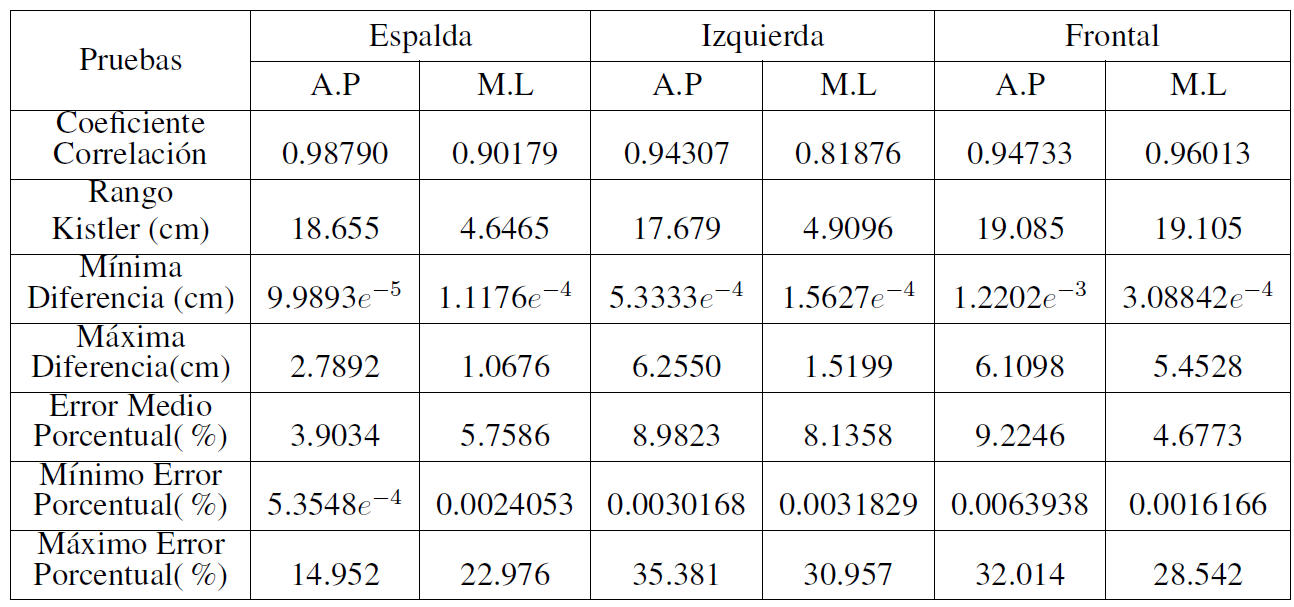 Pruebas Espalda Izquierda Frontal
A.P M.L A.P M.L A.P M.L
Coeficiente
Correlación 0.98790 0.90179 0.94307 0.81876 0.94733 0.96013
Rango
Kistler (cm) 18.655 4.6465 17.679 4.9096 19.085 19.105
Mínima
Diferencia (cm) 9.9893e⁻⁵ 1.1176e⁻⁴ 5.3333e⁻⁴ 1.5627e⁻⁴ 1.2202e⁻³ 3.08842e⁻⁴
Máxima
Diferencia(cm) 2.7892 1.0676 6.2550 1.5199 6.1098 5.4528
Error Medio
Porcentual( %) 3.9034 5.7586 8.9823 8.1358 9.2246 4.6773
Mínimo Error
Porcentual( %) 5.3548e⁻⁴ 0.0024053 0.0030168 0.0031829 0.0063938 0.0016166
Máximo Error
Porcentual( %) 14.952 22.976 35.381 30.957 32.014 28.542